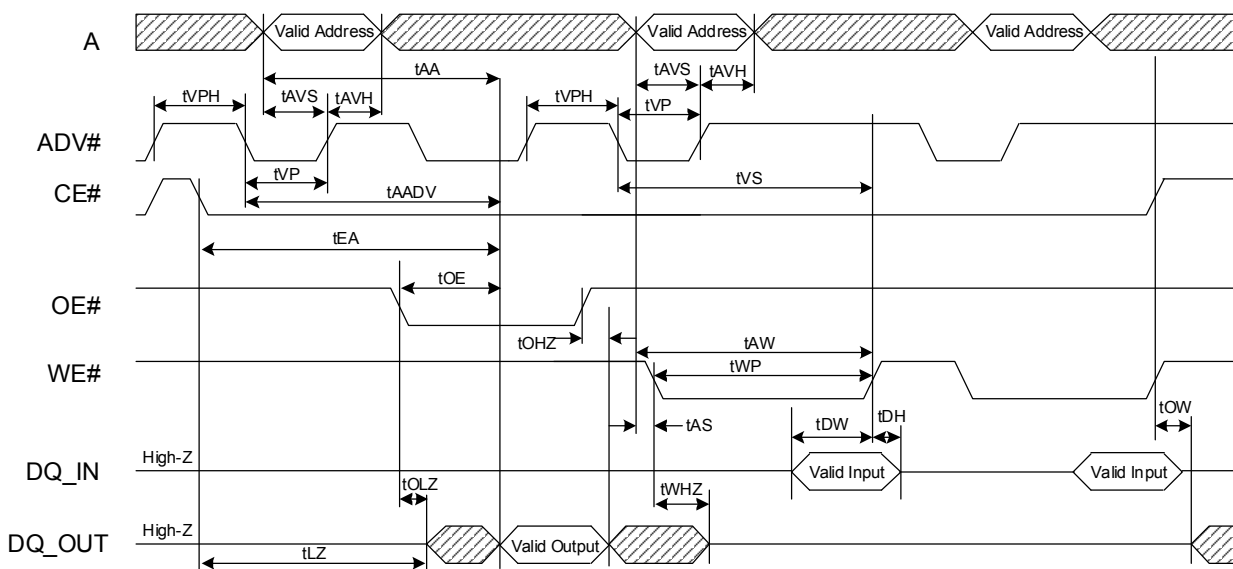 A
Valid Address
Valid Address
Valid Address
tAA
tAVS
tAVH
tVPH
tAVS
tAVH
tVPH
tVP
ADV#
tVP
tVS
CE#
tAADV
tEA
tOE
OE#
tOHZ
tAW
WE#
tWP
tAS
tDW
tDH
tOW
DQ_IN
High-Z
Valid Input
Valid Input
tOLZ
tWHZ
DQ_OUT
High-Z
Valid Output
tLZ